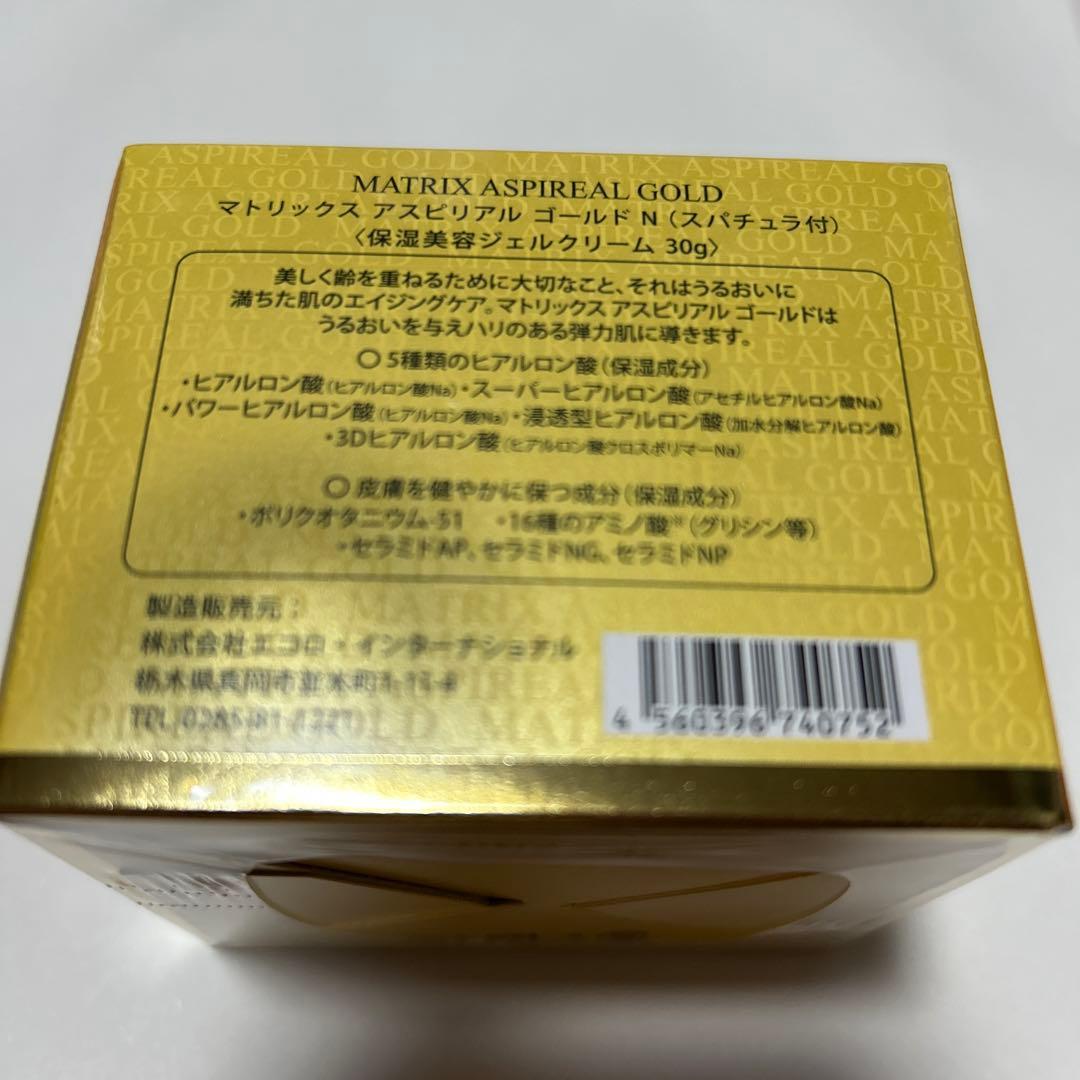 MATRIX ASPIREAL GOLD
マトリックス アスピリアル ゴールド N（スパチュラ付）
〈保湿美容ジェルクリーム 30g〉
美しく齢を重ねるために大切なこと、それはうるおいに
満ちた肌のエイジングケア。マトリックス アスピリアル ゴールドは
うるおいを与えハリのある弾力肌に導きます。
○ 5種類のヒアルロン酸（保湿成分）
・ヒアルロン酸（ヒアルロン酸Na）・スーパーヒアルロン酸（アセチルヒアルロン酸Na）
・パワーヒアルロン酸（ヒアルロン酸Na）・浸透型ヒアルロン酸（加水分解ヒアルロン酸）
・3Dヒアルロン酸（ヒアルロン酸クロスポリマーNa）
○ 皮膚を健やかに保つ成分（保湿成分）
・ポリクオタニウム-51 ・16種のアミノ酸※（グリシン等）
・セラミドAP、セラミドNG、セラミドNP
製造販売元：
株式会社エコロ・インターナショナル
栃木県真岡市並木町
4 560396 740752